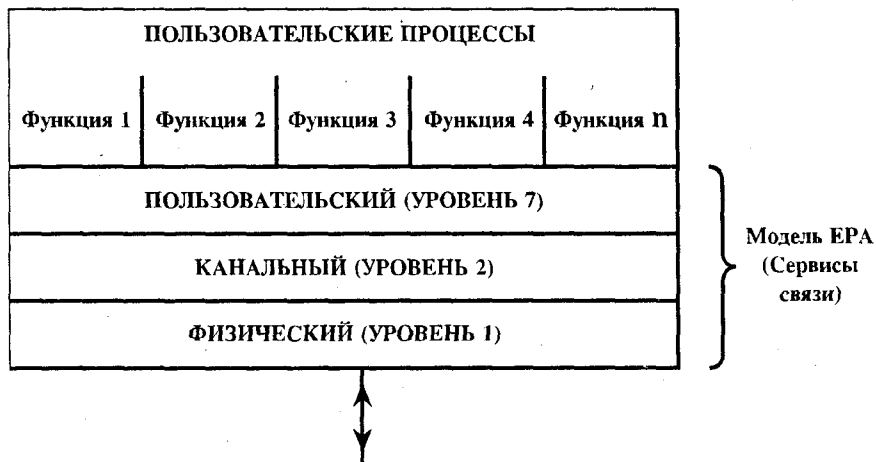 ПОЛЬЗОВАТЕЛЬСКИЕ ПРОЦЕССЫ
Функция 1 Функция 2 Функция 3 Функция 4 Функция n
ПОЛЬЗОВАТЕЛЬСКИЙ (УРОВЕНЬ 7)
КАНАЛЬНЫЙ (УРОВЕНЬ 2)
ФИЗИЧЕСКИЙ (УРОВЕНЬ 1)
Модель ЕРА
(Сервисы
связи)